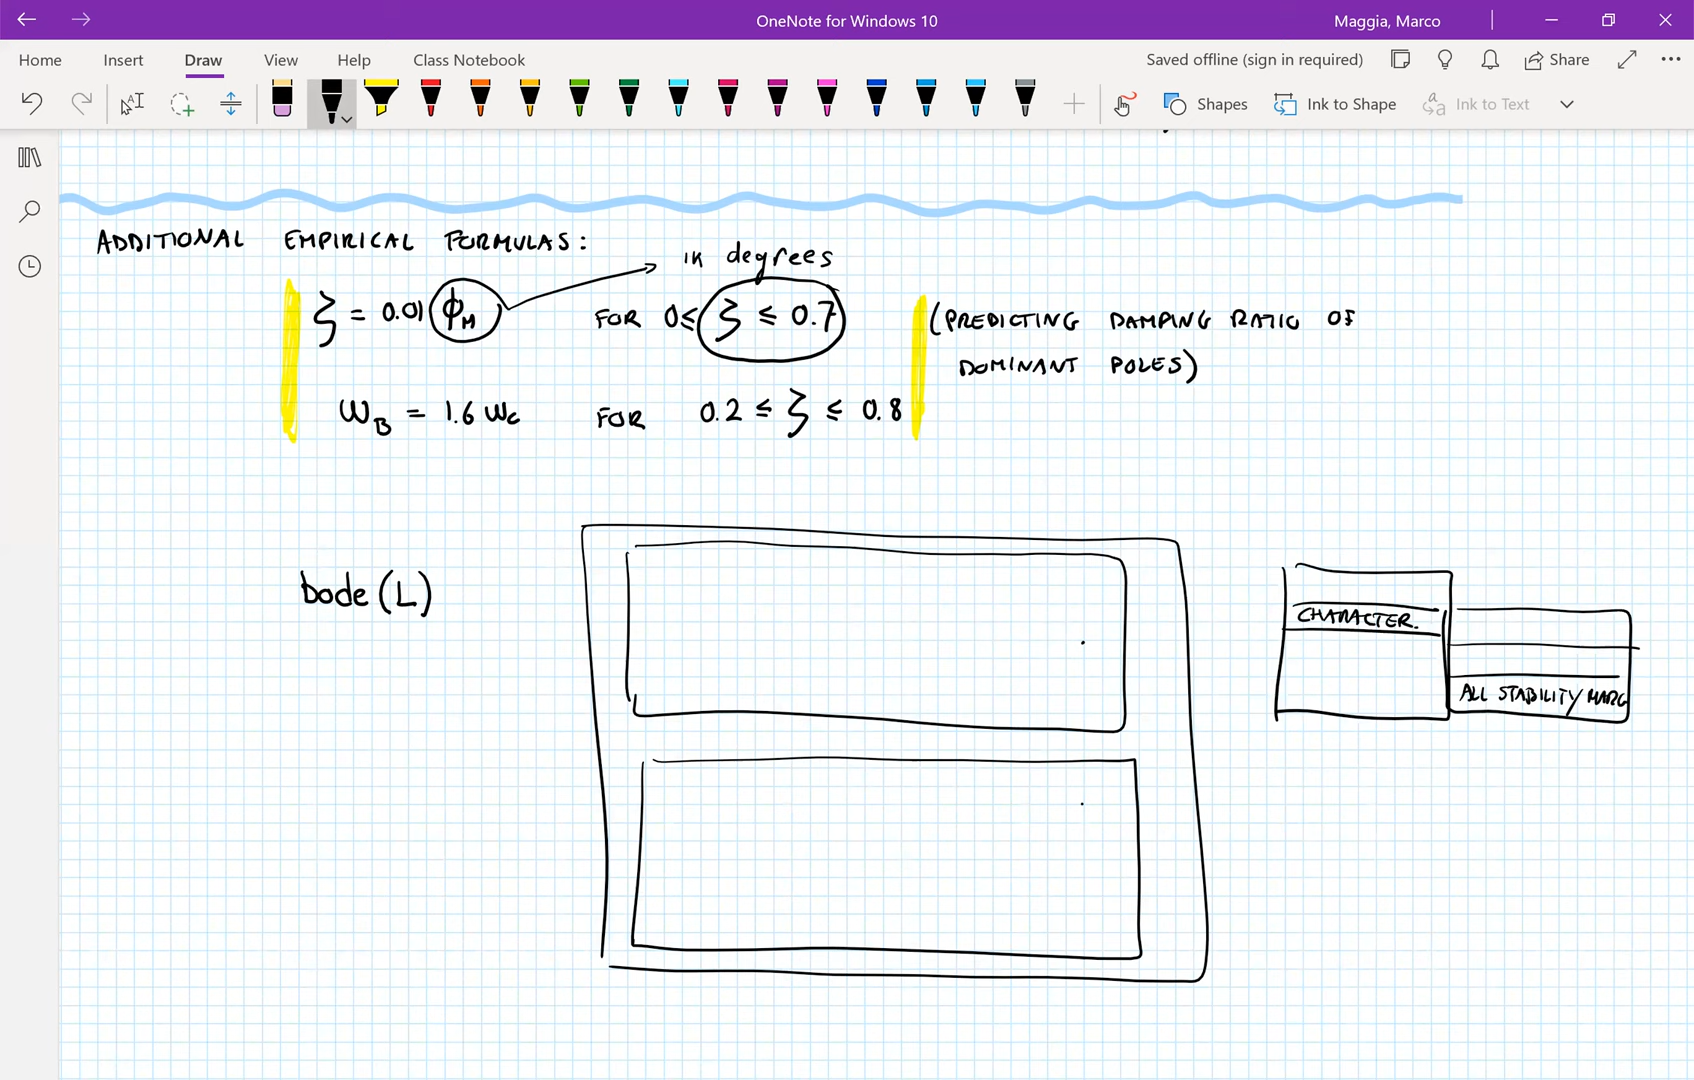 OneNote for Windows 10
Maggia, Marco
Home Insert Draw View Help Class Notebook
Saved offline (sign in required) Share
Shapes Ink to Shape Ink to Text
ADDITIONAL EMPIRICAL FORMULAS:
in degrees
ζ = 0.01 ϕM FOR 0 ≤ ζ ≤ 0.7 (PREDICTING DAMPING RATIO OF
DOMINANT POLES)
ωB = 1.6 ωc FOR 0.2 ≤ ζ ≤ 0.8
bode(L)
CHARACTER.
ALL STABILITY MARG